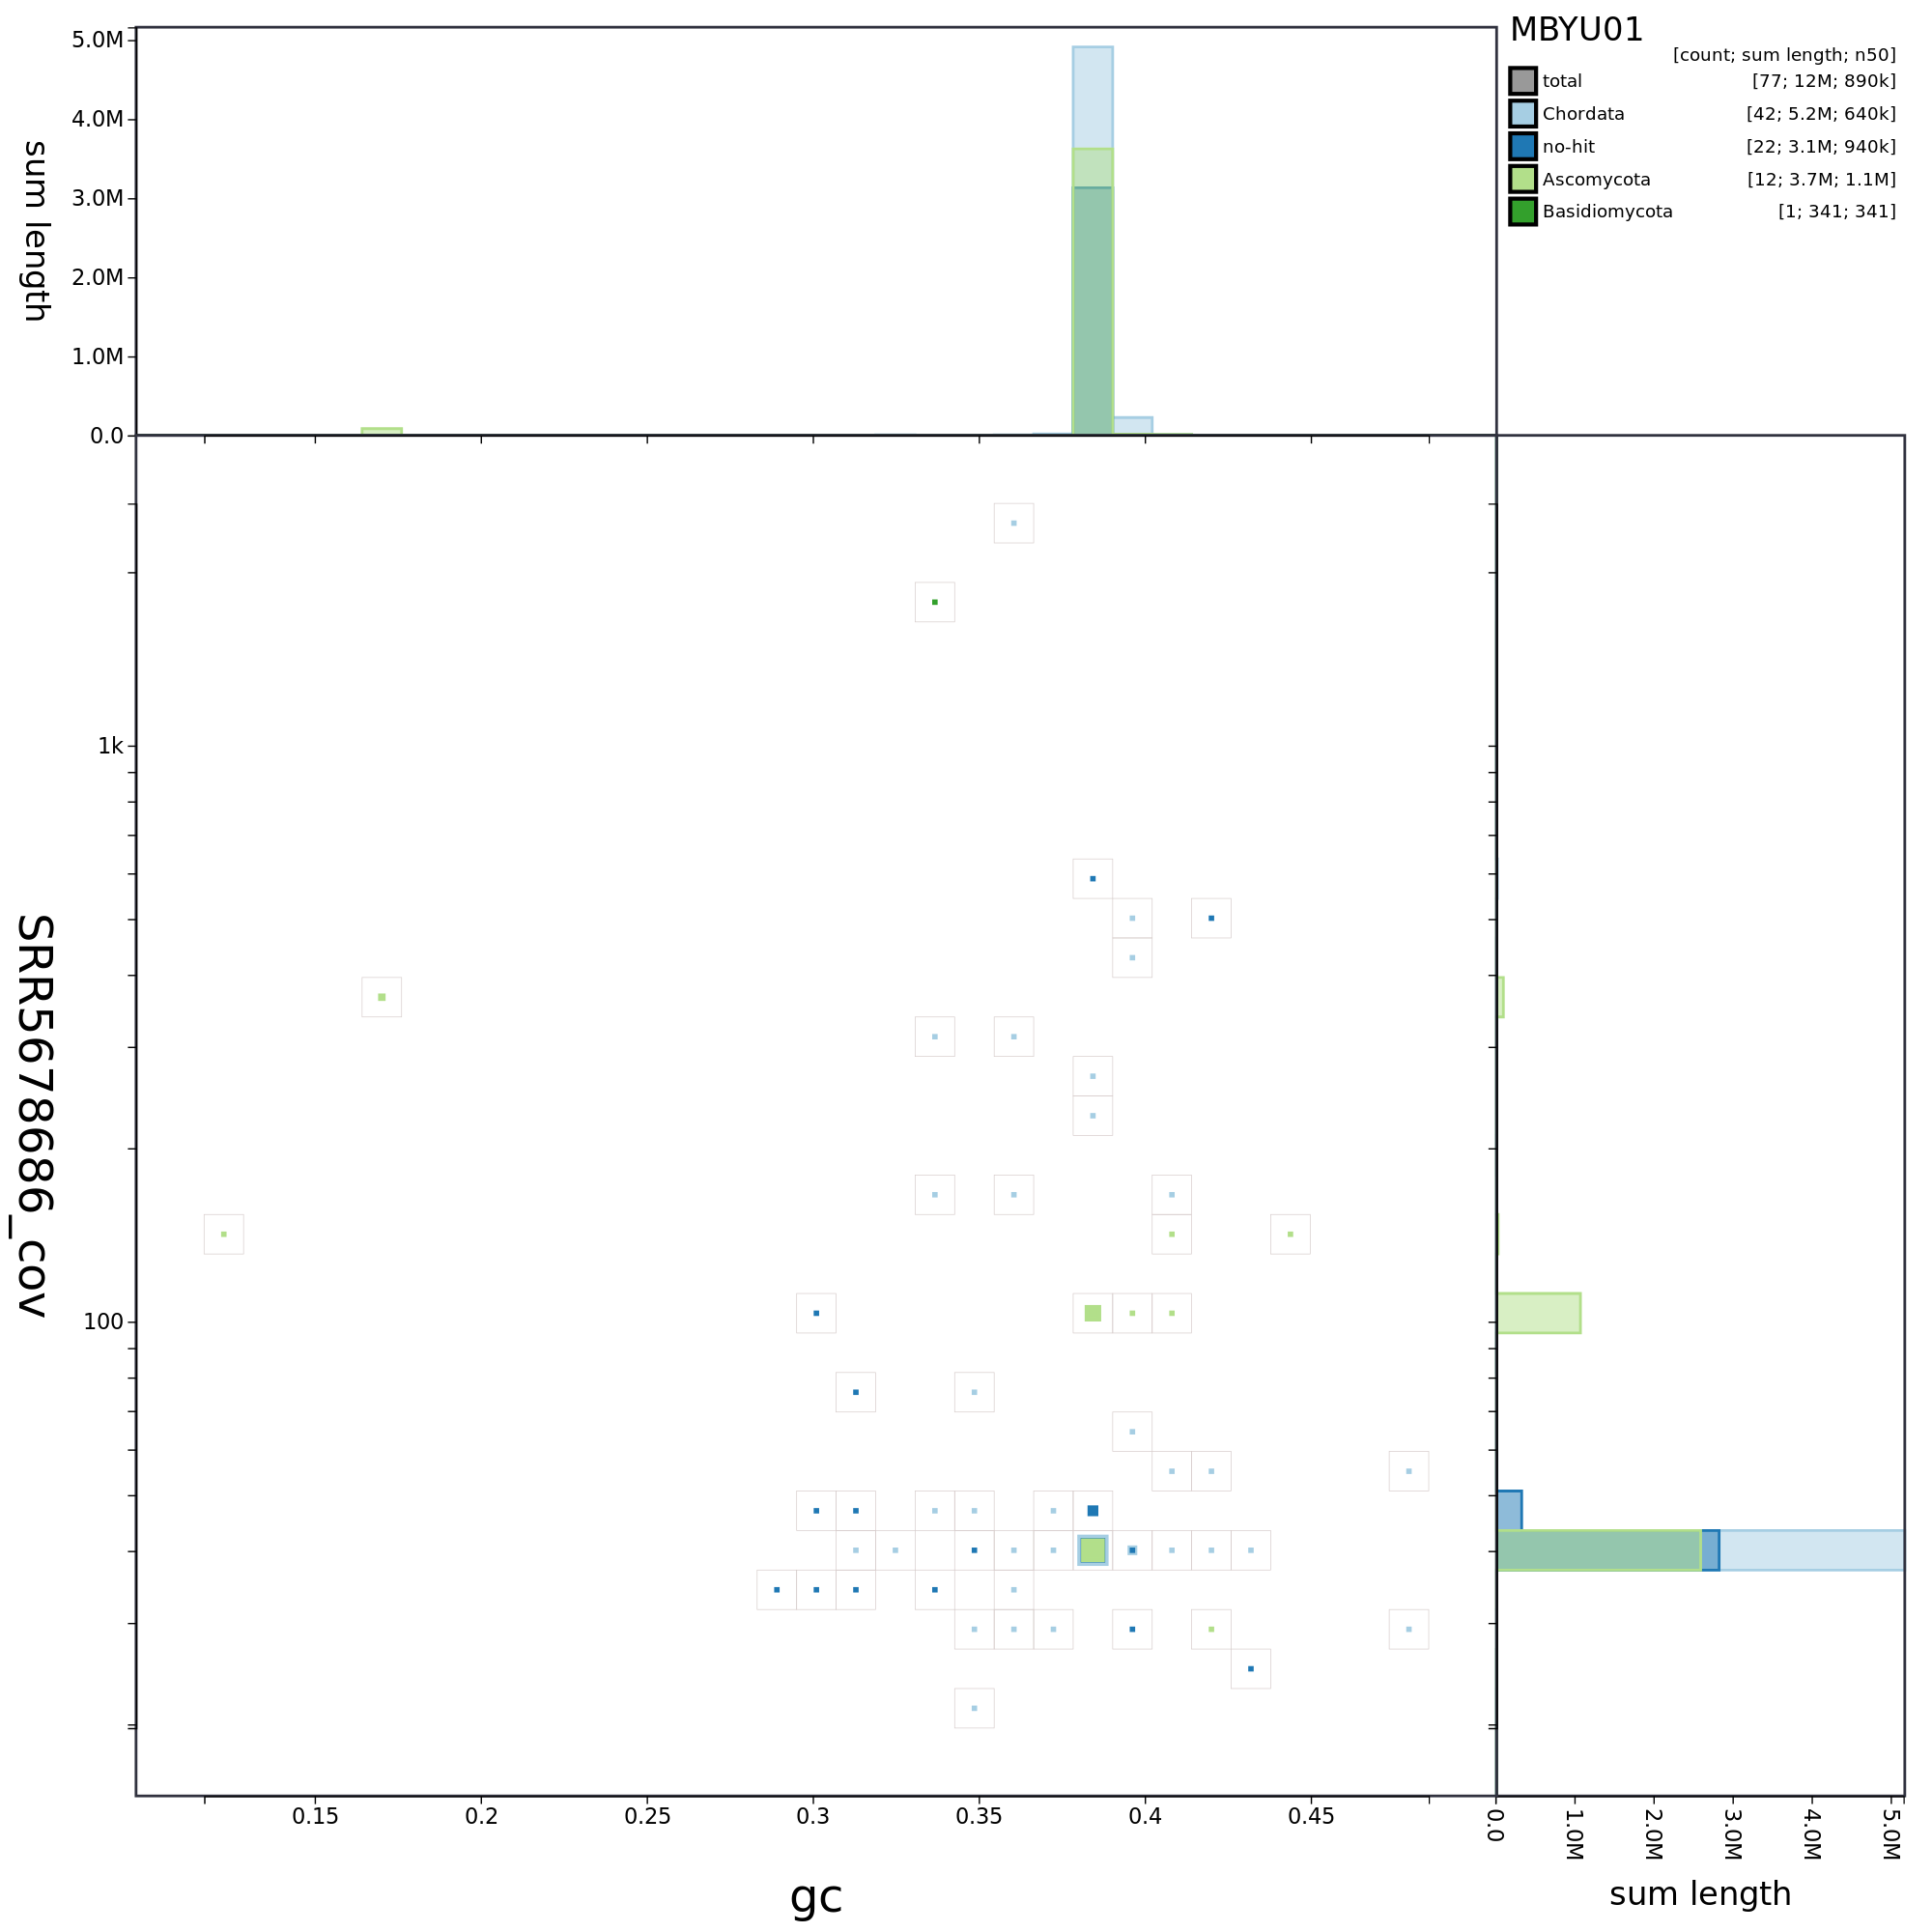 MBYU01
[count; sum length; n50]
total [77; 12M; 890k]
Chordata [42; 5.2M; 640k]
no-hit [22; 3.1M; 940k]
Ascomycota [12; 3.7M; 1.1M]
Basidiomycota [1; 341; 341]
sum length
5.0M
4.0M
3.0M
2.0M
1.0M
0.0
SRR5678686_cov
1k
100
0.15 0.2 0.25 0.3 0.35 0.4 0.45
gc
0.0 1.0M 2.0M 3.0M 4.0M 5.0M
sum length